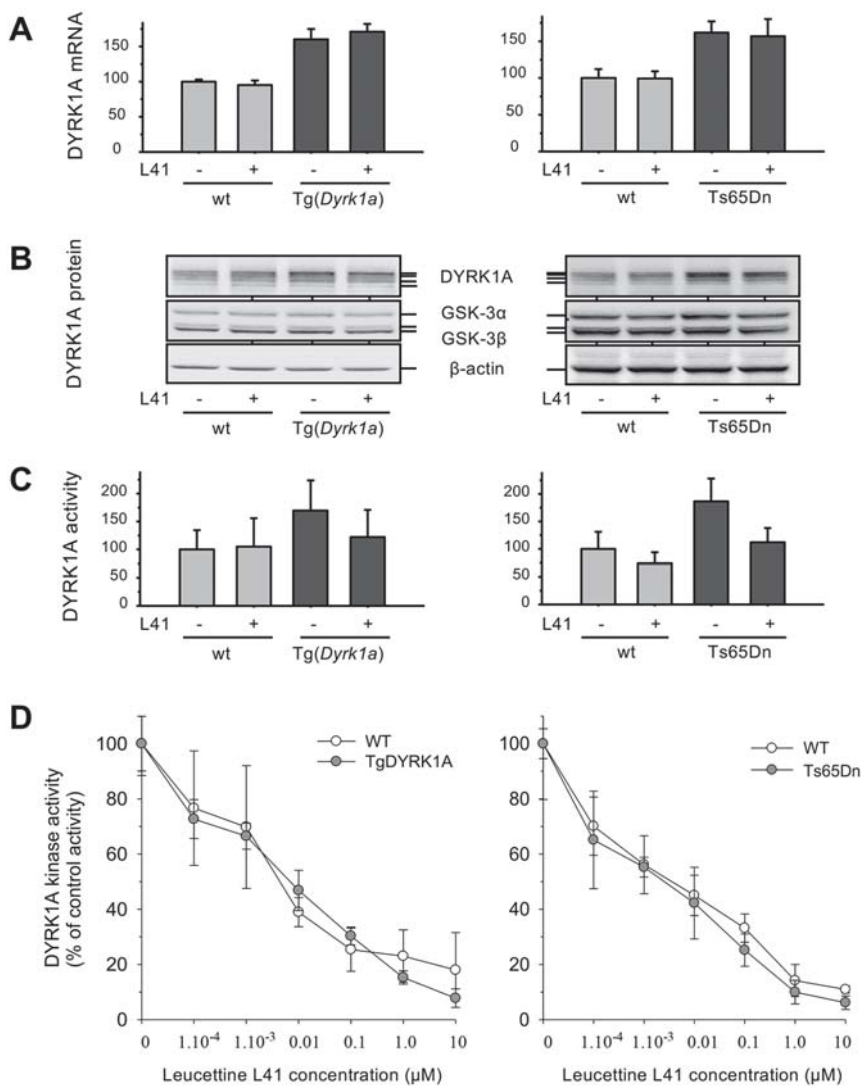 A
DYRK1A mRNA
150
100
50
0
L41 - + - +
wt Tg(Dyrk1a)
150
100
50
0
L41 - + - +
wt Ts65Dn
B
DYRK1A protein
DYRK1A
GSK-3α
GSK-3β
β-actin
L41 - + - +
wt Tg(Dyrk1a)
L41 - + - +
wt Ts65Dn
C
DYRK1A activity
200
150
100
50
0
L41 - + - +
wt Tg(Dyrk1a)
200
150
100
50
0
L41 - + - +
wt Ts65Dn
D
DYRK1A kinase activity
(% of control activity)
100
80
60
40
20
0
WT
TgDYRK1A
0 1.10-4 1.10-3 0.01 0.1 1.0 10
Leucettine L41 concentration (µM)
100
80
60
40
20
0
WT
Ts65Dn
0 1.10-4 1.10-3 0.01 0.1 1.0 10
Leucettine L41 concentration (µM)